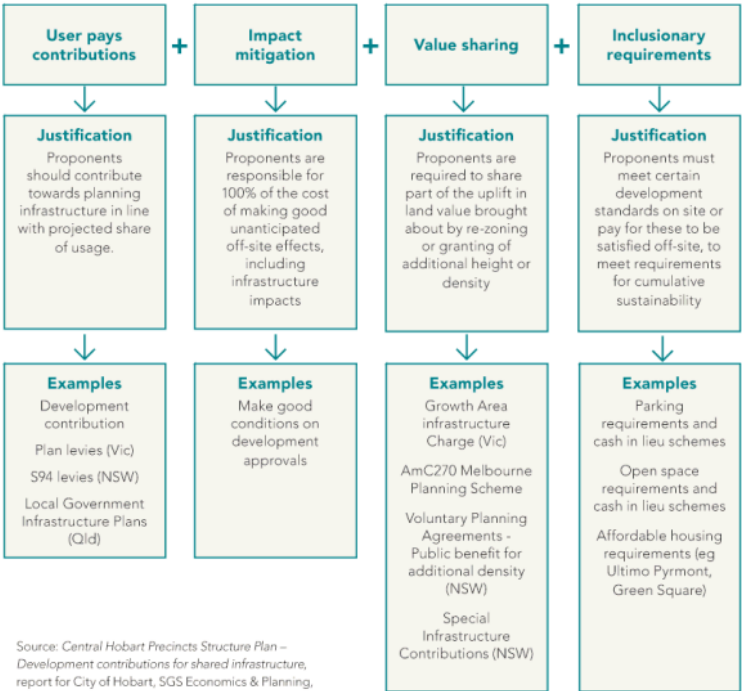 User pays
contributions
+
Impact
mitigation
+
Value sharing
+
Inclusionary
requirements
Justification
Proponents
should contribute
towards planning
infrastructure in line
with projected share
of usage.
Justification
Proponents are
responsible for
100% of the cost
of making good
unanticipated
off-site effects,
including
infrastructure
impacts
Justification
Proponents are
required to share
part of the uplift in
land value brought
about by re-zoning
or granting of
additional height or
density
Justification
Proponents must
meet certain
development
standards on site or
pay for these to be
satisfied off-site, to
meet requirements
for cumulative
sustainability
Examples
Development
contribution
Plan levies (Vic)
S94 levies (NSW)
Local Government
Infrastructure Plans
(Qld)
Examples
Make good
conditions on
development
approvals
Examples
Growth Area
infrastructure
Charge (Vic)
AmC270 Melbourne
Planning Scheme
Voluntary Planning
Agreements -
Public benefit for
additional density
(NSW)
Special
Infrastructure
Contributions (NSW)
Examples
Parking
requirements and
cash in lieu schemes
Open space
requirements and
cash in lieu schemes
Affordable housing
requirements (eg
Ultimo Pyrmont,
Green Square)
Source: Central Hobart Precincts Structure Plan –
Development contributions for shared infrastructure,
report for City of Hobart, SGS Economics & Planning,